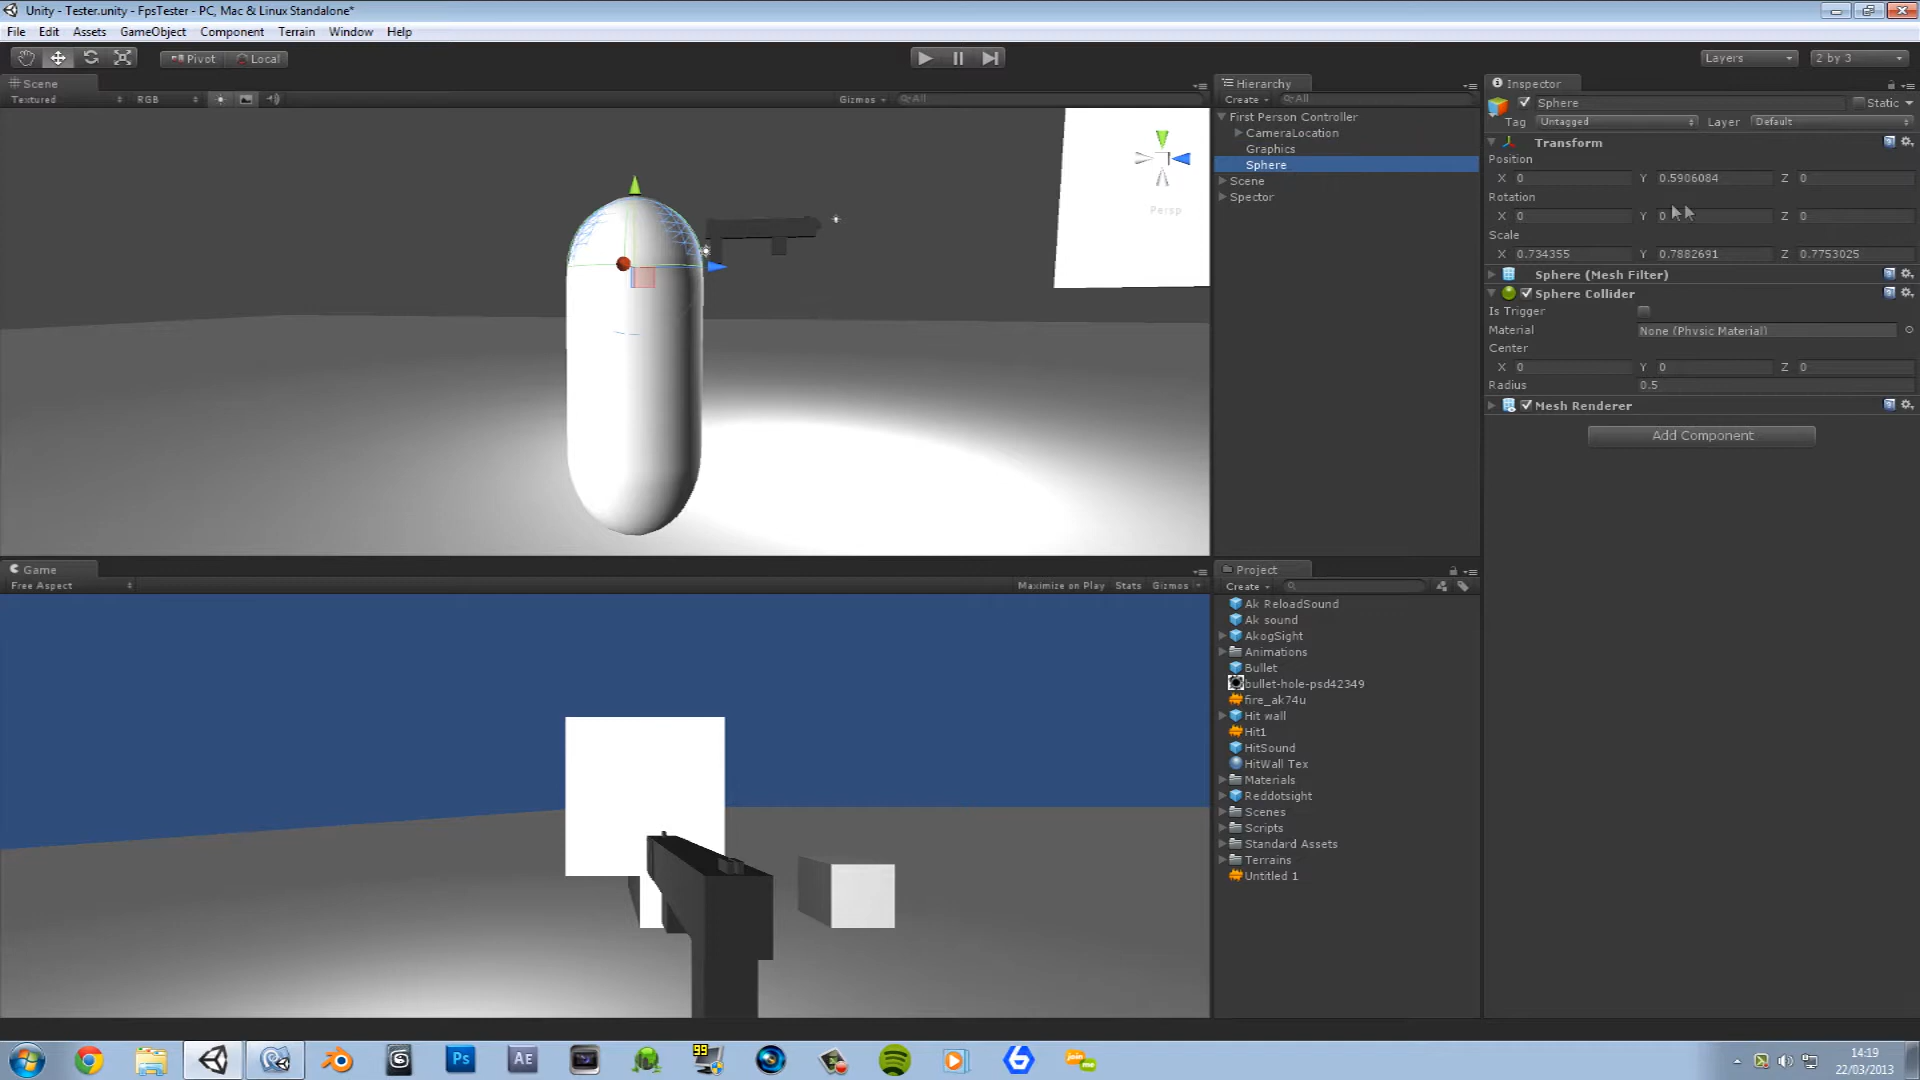 Unity - Tester.unity - FpsTester - PC, Mac & Linux Standalone*
File Edit Assets GameObject Component Terrain Window Help
Pivot Local
Layers 2 by 3
Scene
Textured RGB Gizmos All
Persp
Hierarchy
Create All
First Person Controller
CameraLocation
Graphics
Sphere
Scene
Spector
Inspector
Sphere Static
Tag Untagged Layer Default
Transform
Position
X 0 Y 0.5906084 Z 0
Rotation
X 0 Y 0 Z 0
Scale
X 0.734355 Y 0.7882691 Z 0.7753025
Sphere (Mesh Filter)
Sphere Collider
Is Trigger
Material None (Physic Material)
Center
X 0 Y 0 Z 0
Radius 0.5
Mesh Renderer
Add Component
Game
Free Aspect Maximize on Play Stats Gizmos
Project
Create
Ak ReloadSound
Ak sound
AkogSight
Animations
Bullet
bullet-hole-psd42349
fire_ak74u
Hit wall
Hit1
HitSound
HitWall Tex
Materials
Reddotsight
Scenes
Scripts
Standard Assets
Terrains
Untitled 1
Ps AE 99 join me
14:19
22/03/2013